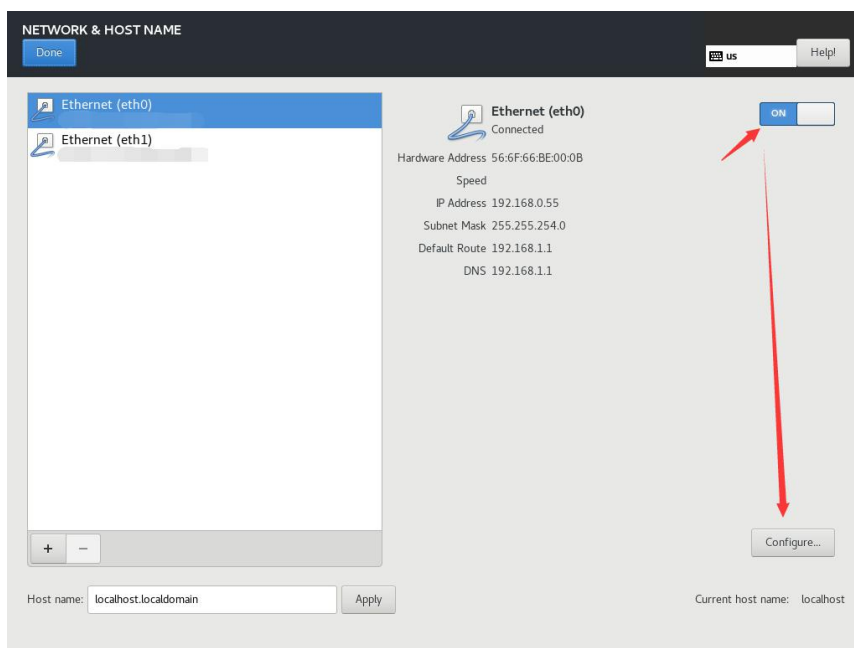 NETWORK & HOST NAME
Done
us
Help!
Ethernet (eth0)
Ethernet (eth1)
Ethernet (eth0)
Connected
ON
Hardware Address 56:6F:66:BE:00:0B
Speed
IP Address 192.168.0.55
Subnet Mask 255.255.254.0
Default Route 192.168.1.1
DNS 192.168.1.1
+ −
Configure...
Host name: localhost.localdomain Apply
Current host name: localhost